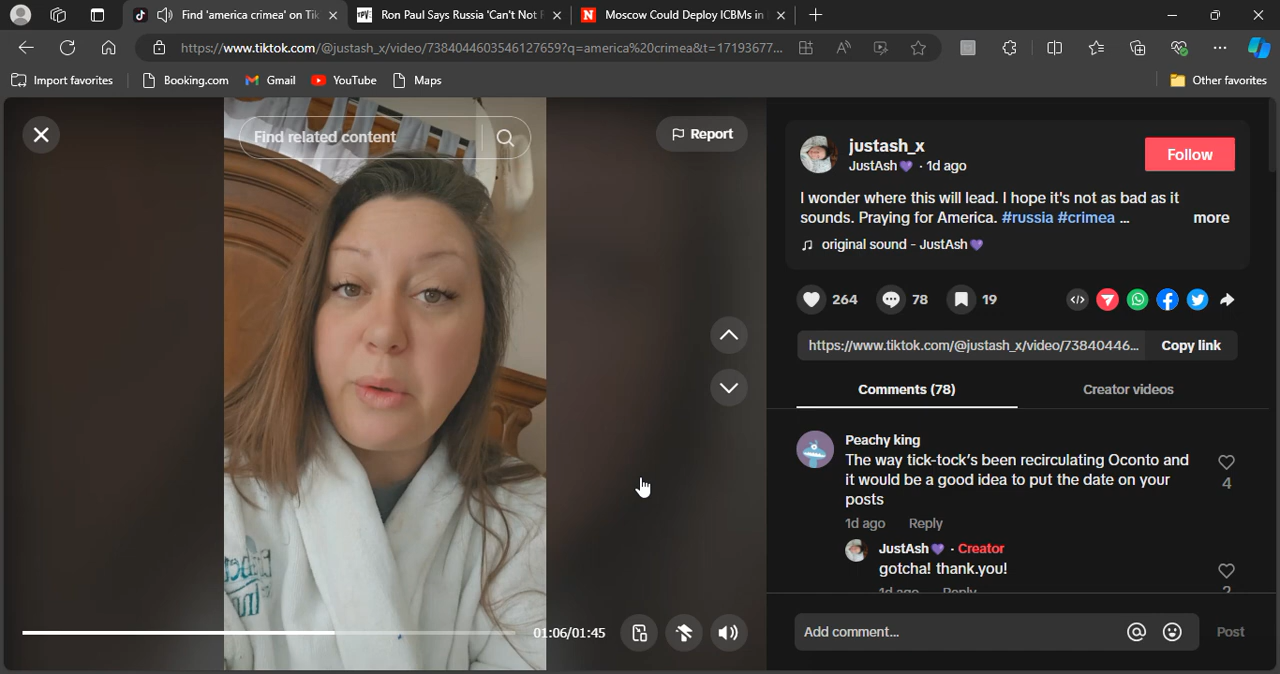 Find 'america crimea' on Tik
Ron Paul Says Russia 'Can't Not
Moscow Could Deploy ICBMs in
https://www.tiktok.com/@justash_x/video/7384044603546127659?q=america%20crimea&t=17193677...
Import favorites
Booking.com
Gmail
YouTube
Maps
Other favorites
Find related content
Report
justash_x
JustAsh💜 · 1d ago
Follow
I wonder where this will lead. I hope it's not as bad as it
sounds. Praying for America. #russia #crimea ...
more
original sound - JustAsh💜
264
78
19
https://www.tiktok.com/@justash_x/video/73840446...
Copy link
Comments (78)
Creator videos
Peachy king
The way tick-tock's been recirculating Oconto and
it would be a good idea to put the date on your
posts
4
1d ago
Reply
JustAsh💜 · Creator
gotcha! thank.you!
1d ago
Reply
2
01:06/01:45
Add comment...
Post